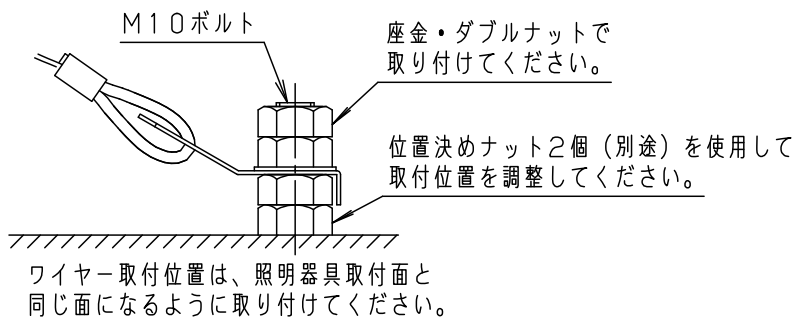 M10ボルト
座金・ダブルナットで
取り付けてください。
位置決めナット2個（別途）を使用して
取付位置を調整してください。
ワイヤー取付位置は、照明器具取付面と
同じ面になるように取り付けてください。